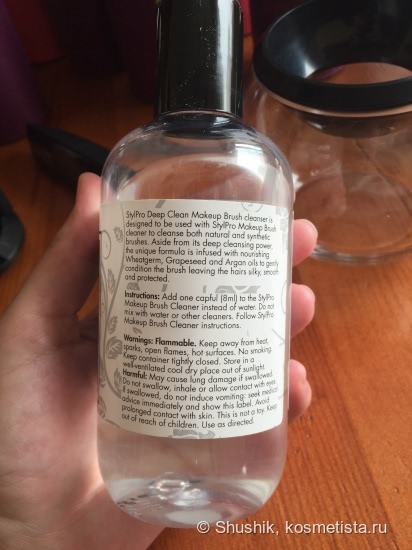 StylPro Deep Clean Makeup Brush cleanser is
designed to be used with StylPro Makeup Brush
cleaner to cleanse both natural and synthetic
brushes. Aside from its deep cleansing power,
the unique formula is infused with nourishing
Wheatgerm, Grapeseed and Argan oils to gently
condition the brush leaving the hairs silky, smooth
and protected.
Instructions: Add one capful (8ml) to the StylPro
Makeup Brush Cleaner instead of water. Do not
mix with water or other cleaners. Follow StylPro
Makeup Brush Cleaner instructions.
Warnings: Flammable. Keep away from heat,
sparks, open flames, hot surfaces. No smoking.
Keep container tightly closed. Store in a
well-ventilated cool dry place out of sunlight.
Harmful: May cause lung damage if swallowed.
Do not swallow, inhale or allow contact with eyes.
If swallowed, do not induce vomiting: seek medical
advice immediately and show this label. Avoid
prolonged contact with skin. This is not a toy. Keep
out of reach of children. Use as directed.
© Shushik, kosmetista.ru